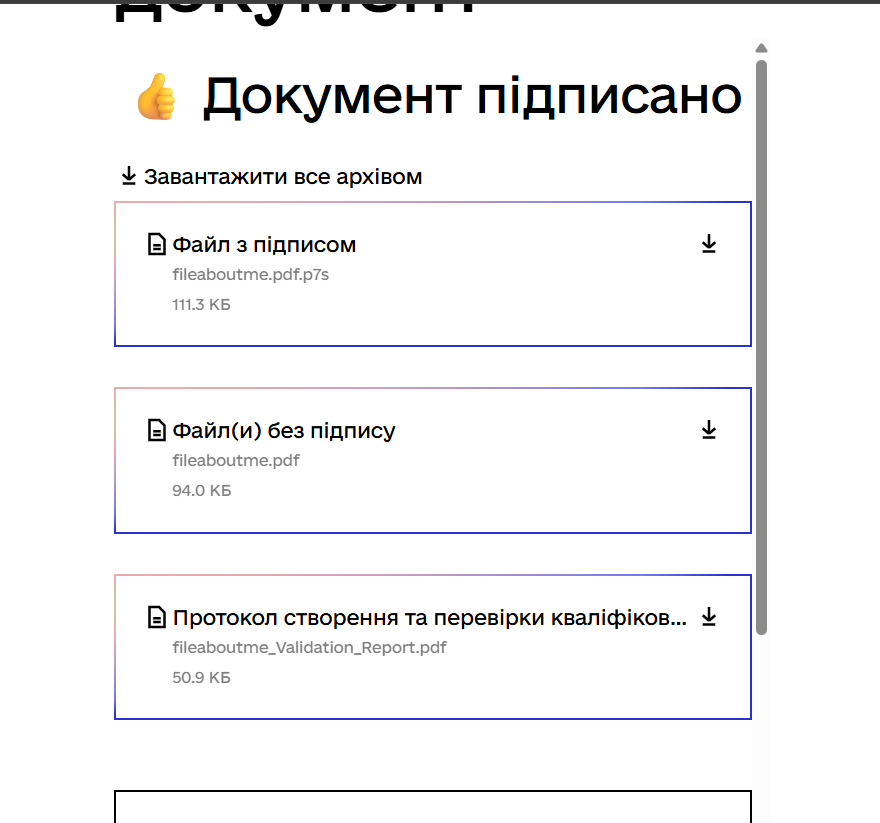 документ
Документ підписано
Завантажити все архівом
Файл з підписом
fileaboutme.pdf.p7s
111.3 КБ
Файл(и) без підпису
fileaboutme.pdf
94.0 КБ
Протокол створення та перевірки кваліфіков...
fileaboutme_Validation_Report.pdf
50.9 КБ